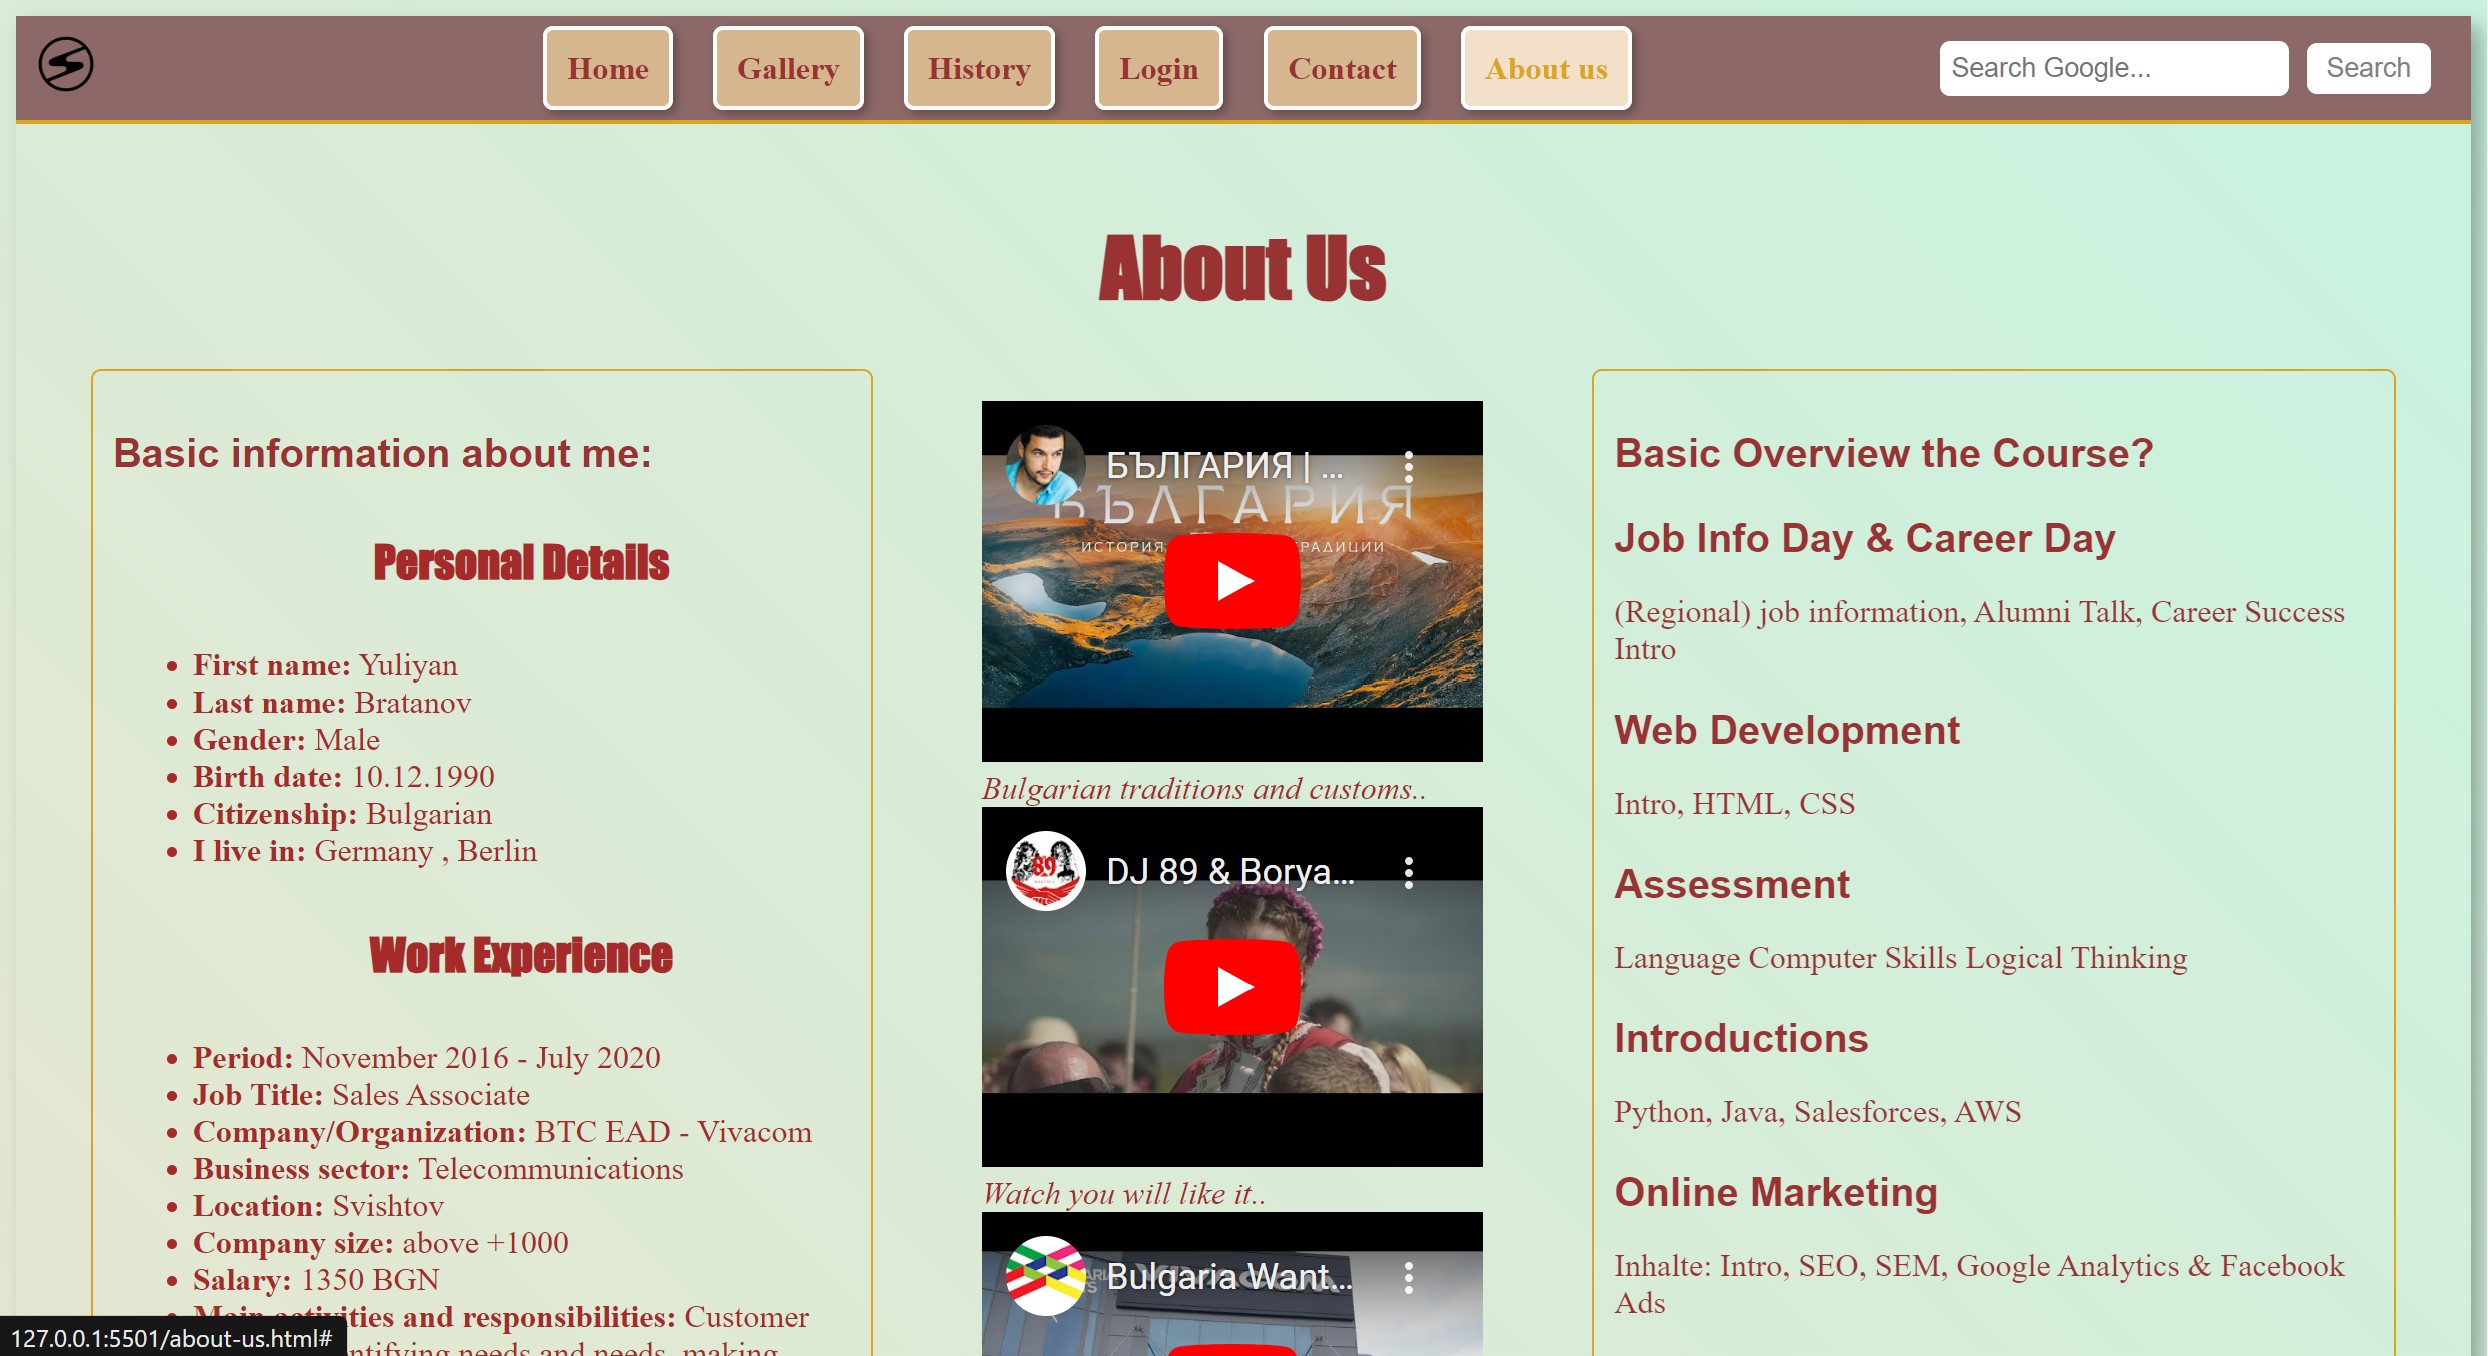 Home
Gallery
History
Login
Contact
About us
Search Google...
Search
About Us
Basic information about me:
Personal Details
First name: Yuliyan
Last name: Bratanov
Gender: Male
Birth date: 10.12.1990
Citizenship: Bulgarian
I live in: Germany , Berlin
Work Experience
Period: November 2016 - July 2020
Job Title: Sales Associate
Company/Organization: BTC EAD - Vivacom
Business sector: Telecommunications
Location: Svishtov
Company size: above +1000
Salary: 1350 BGN
Main activities and responsibilities: Customer
needs and needs, making
127.0.0.1:5501/about-us.html#
БЪЛГАРИЯ | ...
БЪЛГАРИЯ
ИСТОРИЯ
Bulgarian traditions and customs..
DJ 89 & Borya...
89
Watch you will like it..
Bulgaria Want...
Basic Overview the Course?
Job Info Day & Career Day
(Regional) job information, Alumni Talk, Career Success
Intro
Web Development
Intro, HTML, CSS
Assessment
Language Computer Skills Logical Thinking
Introductions
Python, Java, Salesforces, AWS
Online Marketing
Inhalte: Intro, SEO, SEM, Google Analytics & Facebook
Ads